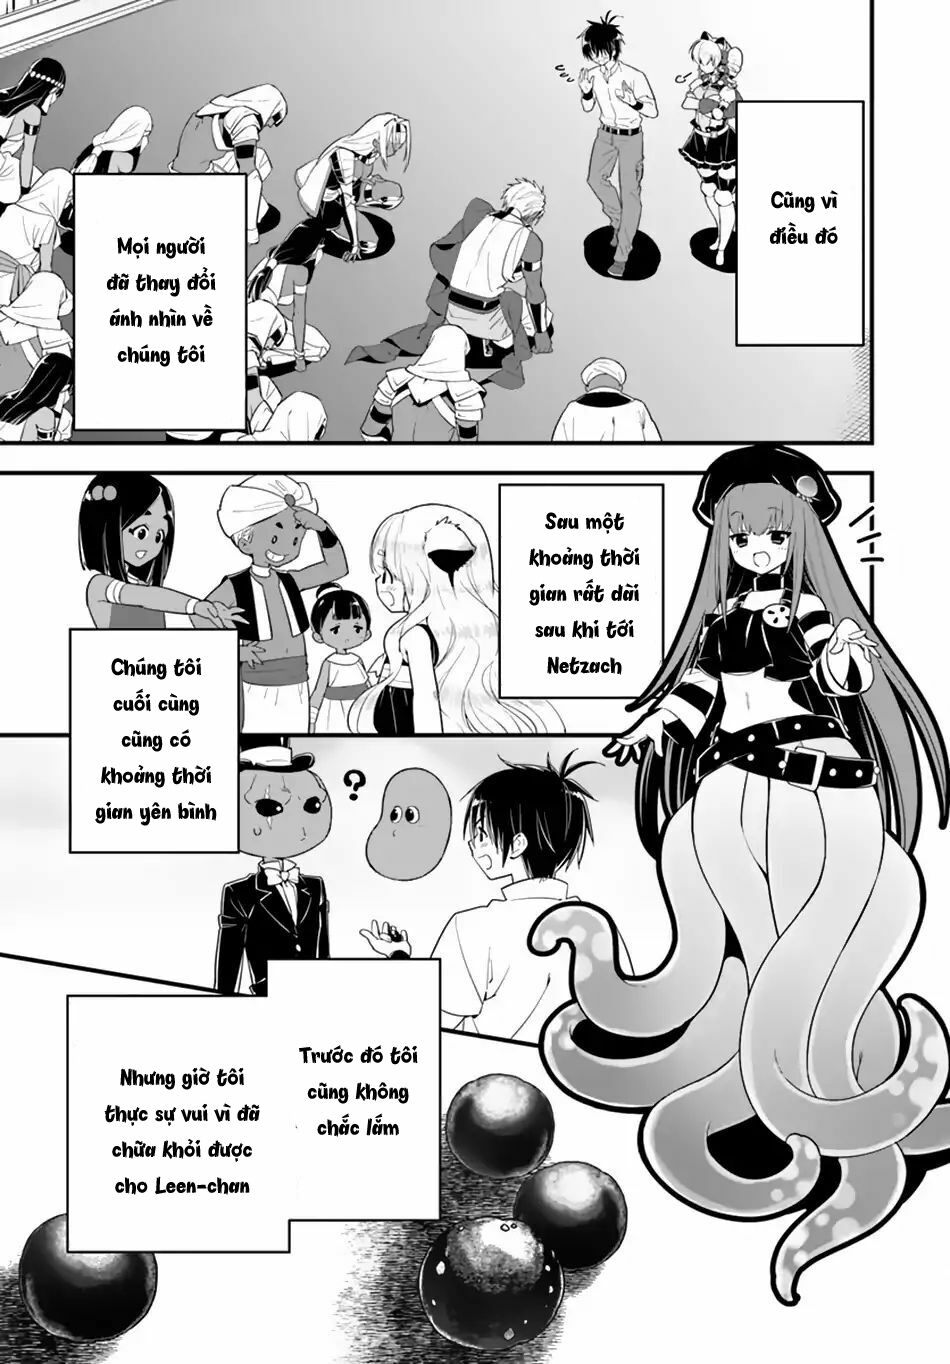 Cũng vì
điều đó
Mọi người
đã thay đổi
ánh nhìn về
chúng tôi
Sau một
khoảng thời
gian rất dài
sau khi tới
Netzach
Chúng tôi
cuối cùng
cũng có
khoảng thời
gian yên bình
?
Trước đó tôi
cũng không
chắc lắm
Nhưng giờ tôi
thực sự vui vì đã
chữa khỏi được
cho Leen-chan